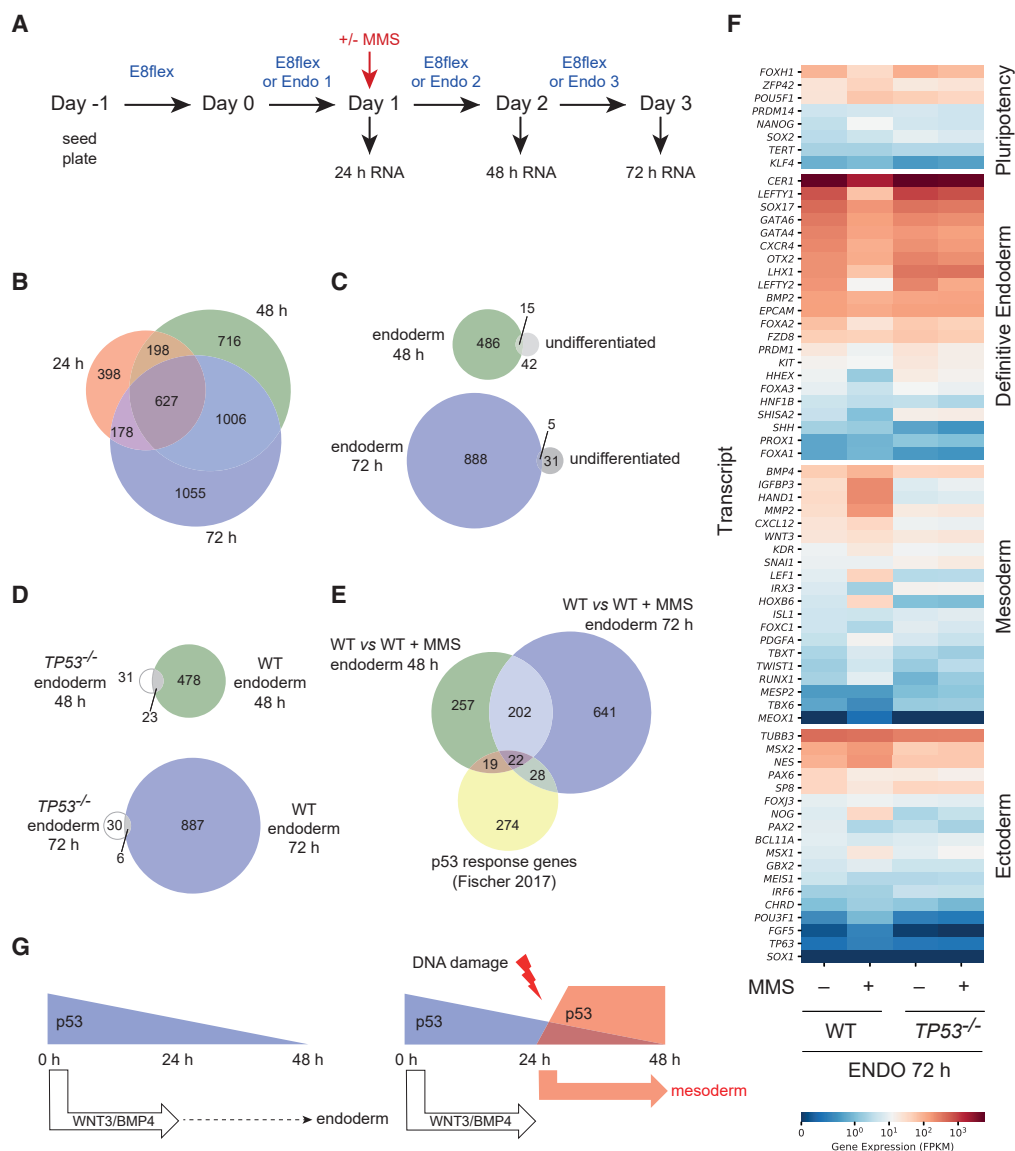 A
+/- MMS
E8flex
E8flex
or Endo 1
E8flex
or Endo 2
E8flex
or Endo 3
Day -1
Day 0
Day 1
Day 2
Day 3
seed
plate
24 h RNA
48 h RNA
72 h RNA
B
48 h
24 h
716
198
398
627
1006
178
1055
72 h
C
endoderm
48 h
486
15
42
undifferentiated
endoderm
72 h
888
5
31
undifferentiated
D
TP53-/-
endoderm
48 h
31
23
478
WT
endoderm
48 h
TP53-/-
endoderm
72 h
30
6
887
WT
endoderm
72 h
E
WT vs WT + MMS
endoderm 72 h
WT vs WT + MMS
endoderm 48 h
257
202
641
19
22
28
274
p53 response genes
(Fischer 2017)
F
Transcript
FOXH1
ZFP42
POU5F1
PRDM14
NANOG
SOX2
TERT
KLF4
Pluripotency
CER1
LEFTY1
SOX17
GATA6
GATA4
CXCR4
OTX2
LHX1
LEFTY2
BMP2
EPCAM
FOXA2
FZD8
PRDM1
KIT
HHEX
FOXA3
HNF1B
SHISA2
SHH
PROX1
FOXA1
Definitive Endoderm
BMP4
IGFBP3
HAND1
MMP2
CXCL12
WNT3
KDR
SNAI1
LEF1
IRX3
HOXB6
ISL1
FOXC1
PDGFA
TBXT
TWIST1
RUNX1
MESP2
TBX6
MEOX1
Mesoderm
TUBB3
MSX2
NES
PAX6
SP8
FOXJ3
NOG
PAX2
BCL11A
MSX1
GBX2
MEIS1
IRF6
CHRD
POU3F1
FGF5
TP63
SOX1
Ectoderm
MMS
− + − +
WT
TP53-/-
ENDO 72 h
0 10⁰ 10¹ 10² 10³
Gene Expression (FPKM)
G
p53
0 h
24 h
48 h
WNT3/BMP4
endoderm
DNA damage
p53
p53
0 h
24 h
48 h
WNT3/BMP4
mesoderm